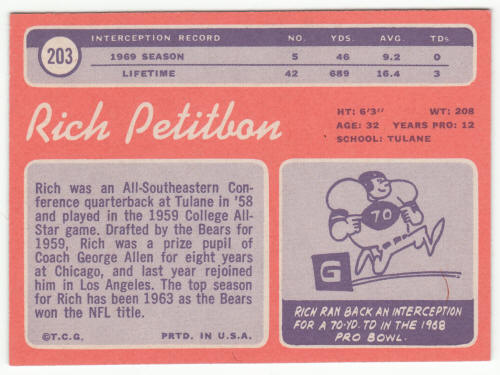 203
INTERCEPTION RECORD NO. YDS. AVG. TDs
1969 SEASON 5 46 9.2 0
LIFETIME 42 689 16.4 3
Rich Petitbon
HT: 6'3" WT: 208
AGE: 32 YEARS PRO: 12
SCHOOL: TULANE
Rich was an All-Southeastern Con-
ference quarterback at Tulane in '58
and played in the 1959 College All-
Star game. Drafted by the Bears for
1959, Rich was a prize pupil of
Coach George Allen for eight years
at Chicago, and last year rejoined
him in Los Angeles. The top season
for Rich has been 1963 as the Bears
won the NFL title.
©T.C.G. PRTD. IN U.S.A.
70
G
RICH RAN BACK AN INTERCEPTION
FOR A 70-YD. TD IN THE 1968
PRO BOWL.